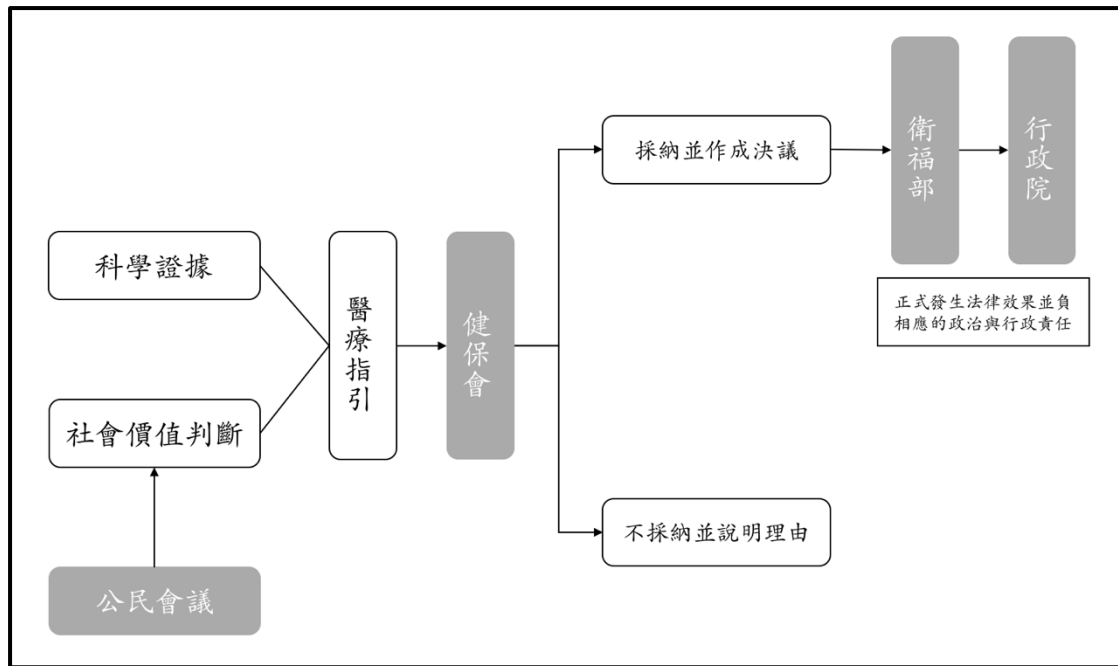 科學證據
社會價值判斷
公民會議
醫療指引
健保會
採納並作成決議
不採納並說明理由
衛福部
行政院
正式發生法律效果並負
相應的政治與行政責任